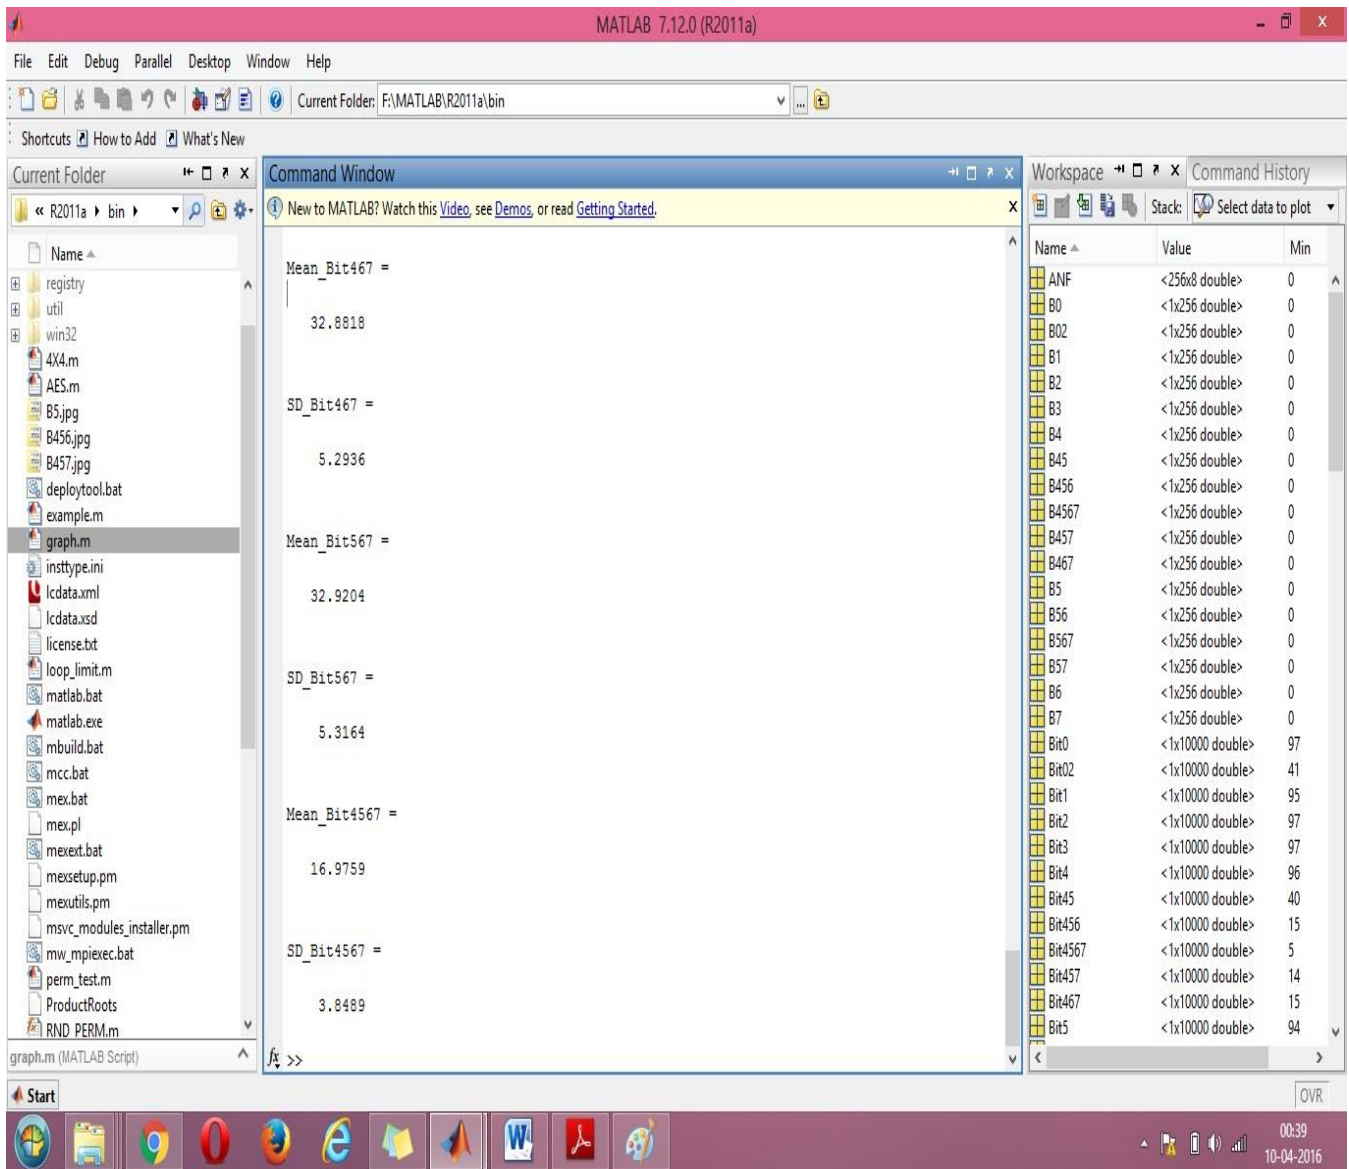 MATLAB 7.12.0 (R2011a)
File Edit Debug Parallel Desktop Window Help
Current Folder: F:\MATLAB\R2011a\bin
Shortcuts How to Add What's New
Current Folder
« R2011a bin
Name
registry
util
win32
4X4.m
AES.m
B5.jpg
B456.jpg
B457.jpg
deploytool.bat
example.m
graph.m
insttype.ini
lcdata.xml
lcdata.xsd
license.txt
loop_limit.m
matlab.bat
matlab.exe
mbuild.bat
mcc.bat
mex.bat
mex.pl
mexext.bat
mexsetup.pm
mexutils.pm
msvc_modules_installer.pm
mw_mpiexec.bat
perm_test.m
ProductRoots
RND_PERM.m
graph.m (MATLAB Script)
Command Window
New to MATLAB? Watch this Video, see Demos, or read Getting Started.
Mean_Bit467 =
32.8818
SD_Bit467 =
5.2936
Mean_Bit567 =
32.9204
SD_Bit567 =
5.3164
Mean_Bit4567 =
16.9759
SD_Bit4567 =
3.8489
fx >>
Workspace Command History
Stack: Select data to plot
Name Value Min
ANF <256x8 double> 0
B0 <1x256 double> 0
B02 <1x256 double> 0
B1 <1x256 double> 0
B2 <1x256 double> 0
B3 <1x256 double> 0
B4 <1x256 double> 0
B45 <1x256 double> 0
B456 <1x256 double> 0
B4567 <1x256 double> 0
B457 <1x256 double> 0
B467 <1x256 double> 0
B5 <1x256 double> 0
B56 <1x256 double> 0
B567 <1x256 double> 0
B57 <1x256 double> 0
B6 <1x256 double> 0
B7 <1x256 double> 0
Bit0 <1x10000 double> 97
Bit02 <1x10000 double> 41
Bit1 <1x10000 double> 95
Bit2 <1x10000 double> 97
Bit3 <1x10000 double> 97
Bit4 <1x10000 double> 96
Bit45 <1x10000 double> 40
Bit456 <1x10000 double> 15
Bit4567 <1x10000 double> 5
Bit457 <1x10000 double> 14
Bit467 <1x10000 double> 15
Bit5 <1x10000 double> 94
Start
OVR
00:39
10-04-2016